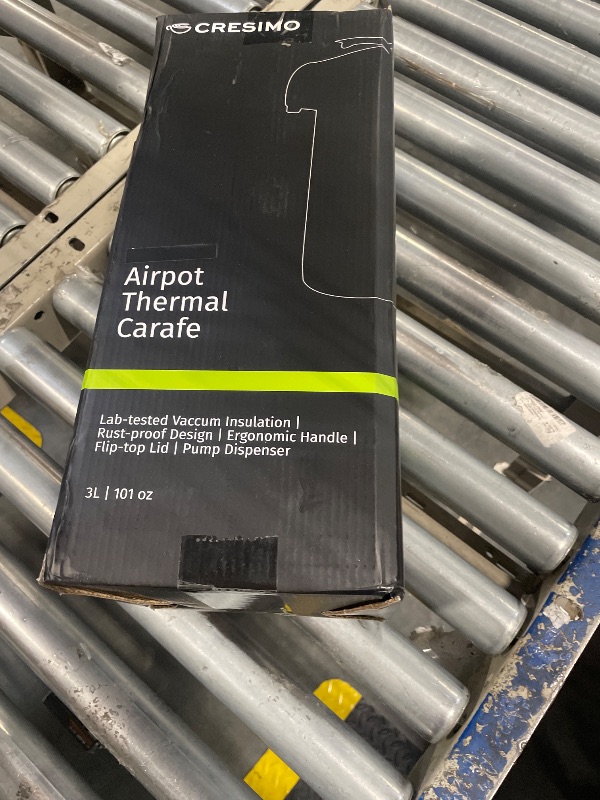 CRESIMO
Airpot
Thermal
Carafe
Lab-tested Vaccum Insulation |
Rust-proof Design | Ergonomic Handle |
Flip-top Lid | Pump Dispenser
3L | 101 oz